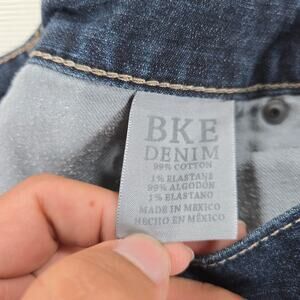 BKE
DENIM
99% COTTON
1% ELASTANE
99% ALGODÓN
1% ELASTANO
MADE IN MEXICO
HECHO EN MÉXICO